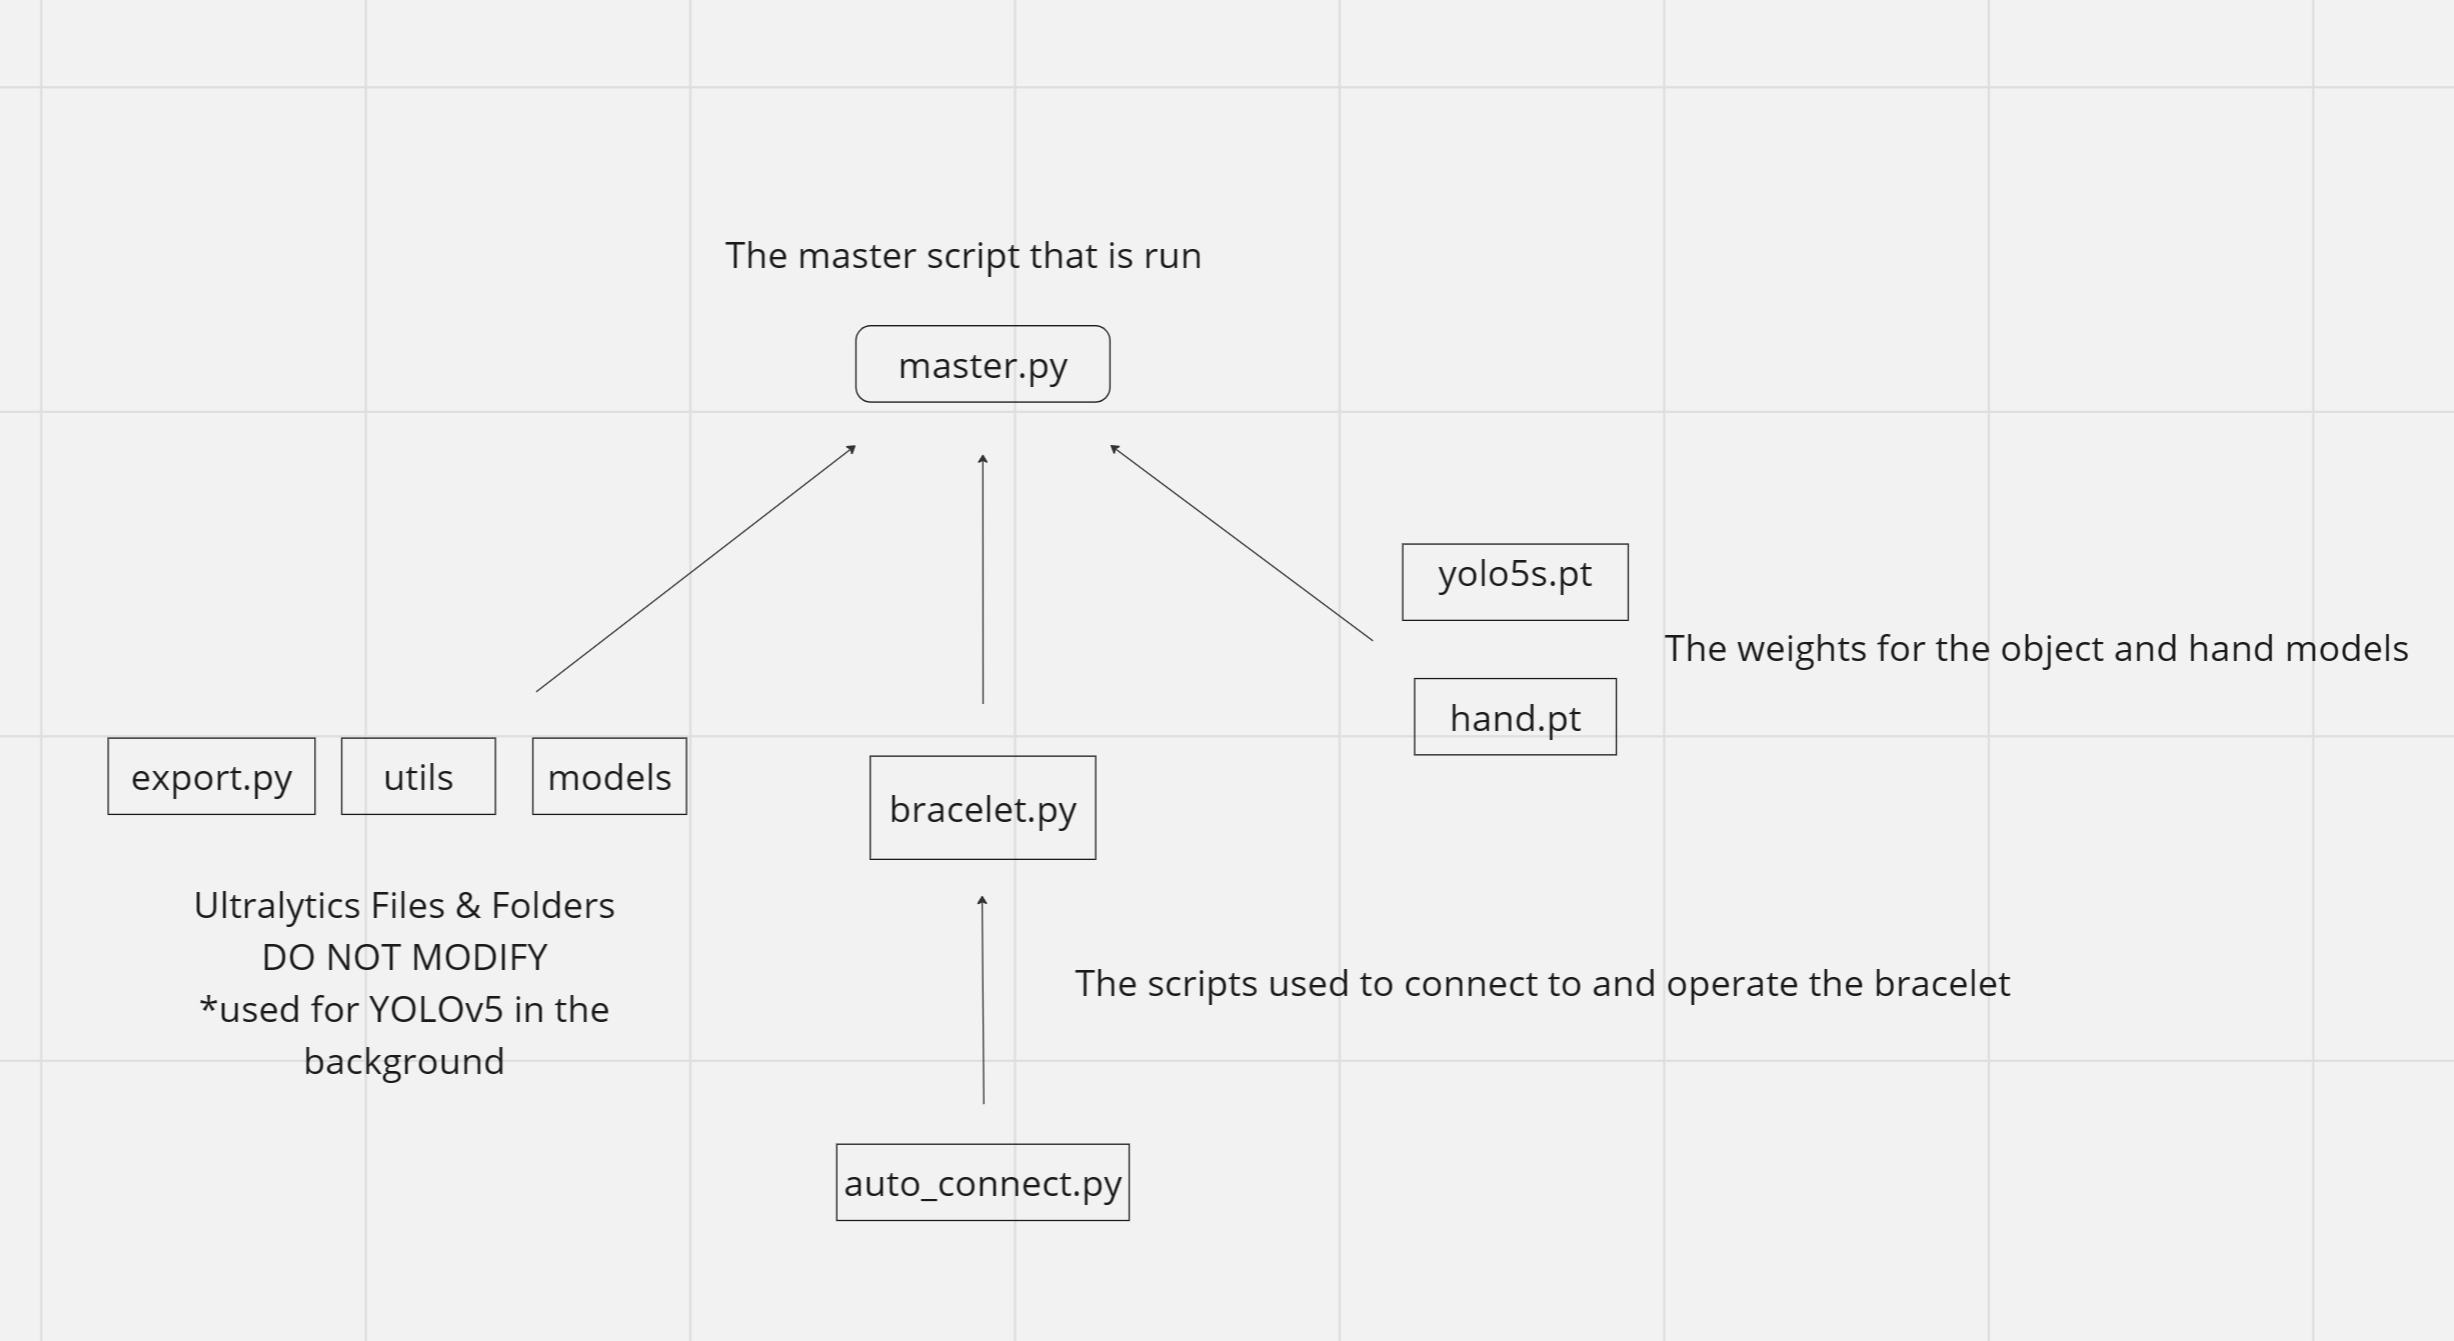 The master script that is run
master.py
yolo5s.pt
The weights for the object and hand models
hand.pt
export.py
utils
models
bracelet.py
Ultralytics Files & Folders
DO NOT MODIFY
*used for YOLOv5 in the
background
The scripts used to connect to and operate the bracelet
auto_connect.py